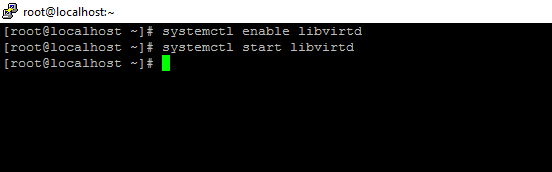 root@localhost:~
[root@localhost ~]# systemctl enable libvirtd
[root@localhost ~]# systemctl start libvirtd
[root@localhost ~]#